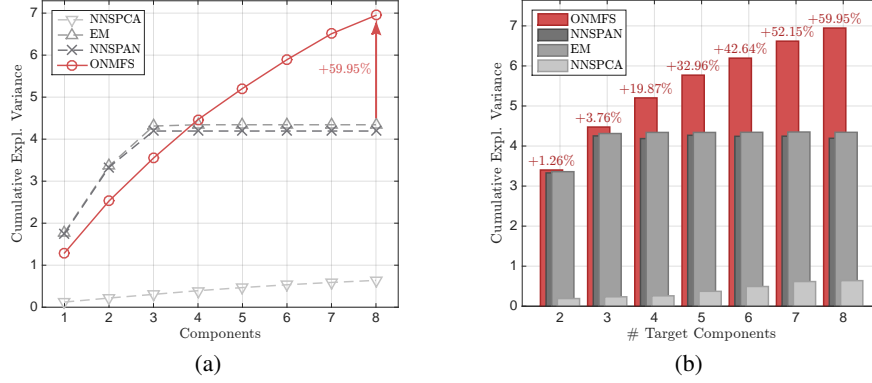 Cumulative Expl. Variance
7
6
5
4
3
2
1
0
NNSPCA
EM
NNSPAN
ONMFS
+59.95%
1 2 3 4 5 6 7 8
Components
(a)
Cumulative Expl. Variance
7
6
5
4
3
2
1
0
ONMFS
NNSPAN
EM
NNSPCA
+1.26%
+3.76%
+19.87%
+32.96%
+42.64%
+52.15%
+59.95%
2 3 4 5 6 7 8
# Target Components
(b)